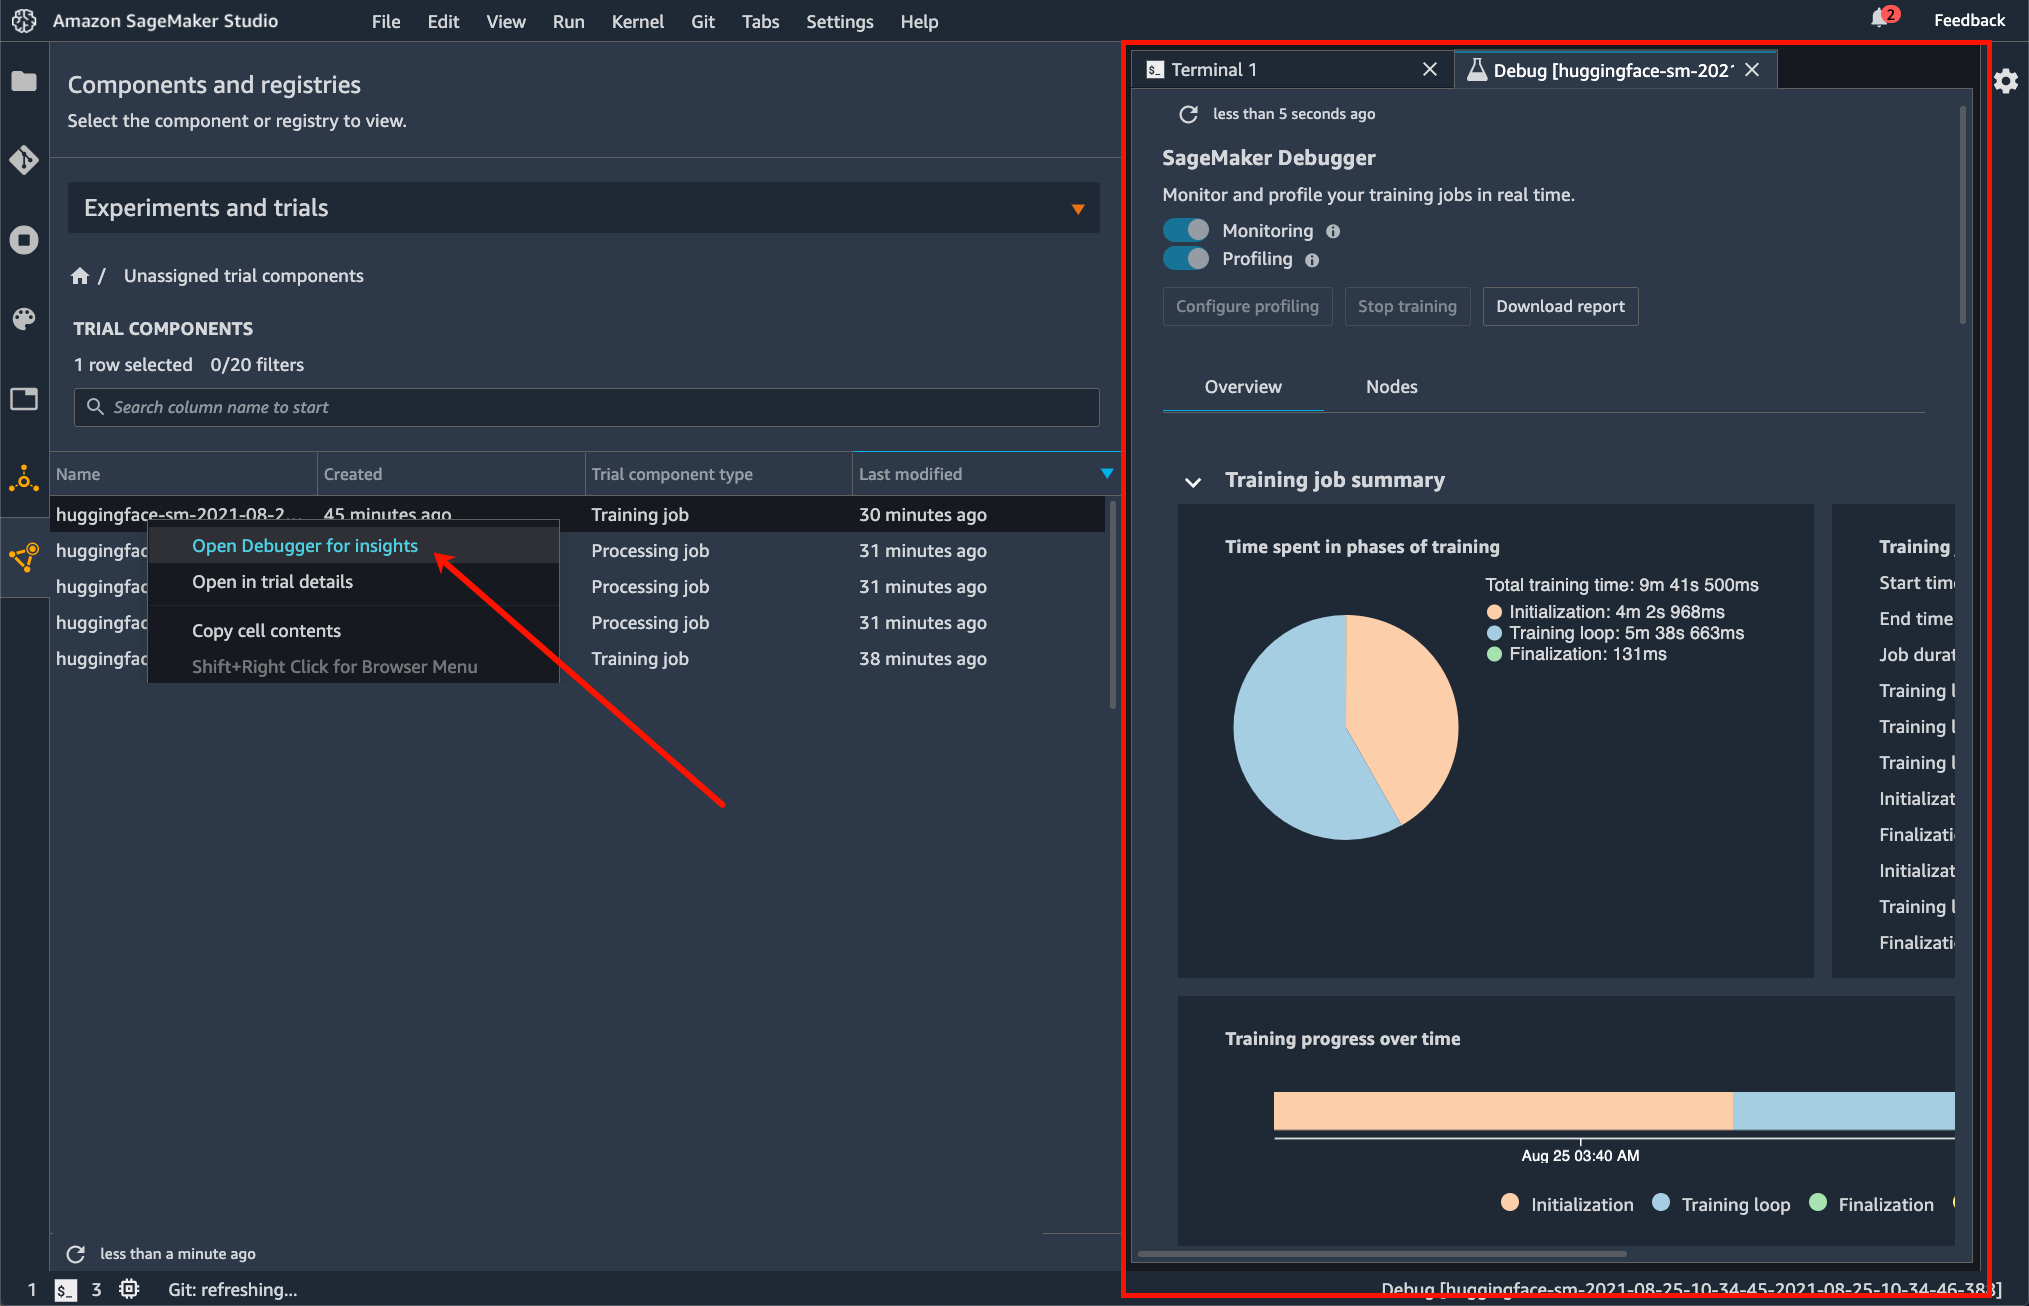 Amazon SageMaker Studio File Edit View Run Kernel Git Tabs Settings Help 2 Feedback
Components and registries
Select the component or registry to view.
Experiments and trials
/ Unassigned trial components
TRIAL COMPONENTS
1 row selected 0/20 filters
Search column name to start
Name Created Trial component type Last modified
huggingface-sm-2021-08-2... 45 minutes ago Training job 30 minutes ago
huggingfac Processing job 31 minutes ago
huggingfac Processing job 31 minutes ago
huggingfac Processing job 31 minutes ago
huggingfac Training job 38 minutes ago
Open Debugger for insights
Open in trial details
Copy cell contents
Shift+Right Click for Browser Menu
less than a minute ago
$_ Terminal 1
Debug [huggingface-sm-202
less than 5 seconds ago
SageMaker Debugger
Monitor and profile your training jobs in real time.
Monitoring
Profiling
Configure profiling Stop training Download report
Overview Nodes
Training job summary
Time spent in phases of training
Total training time: 9m 41s 500ms
Initialization: 4m 2s 968ms
Training loop: 5m 38s 663ms
Finalization: 131ms
Training
Start tim
End time
Job durat
Training l
Training l
Training l
Initializat
Finalizati
Initializat
Training l
Finalizati
Training progress over time
Aug 25 03:40 AM
Initialization Training loop Finalization
1 $_ 3 Git: refreshing... Debug [huggingface-sm-2021-08-25-10-34-45-2021-08-25-10-34-46-383]